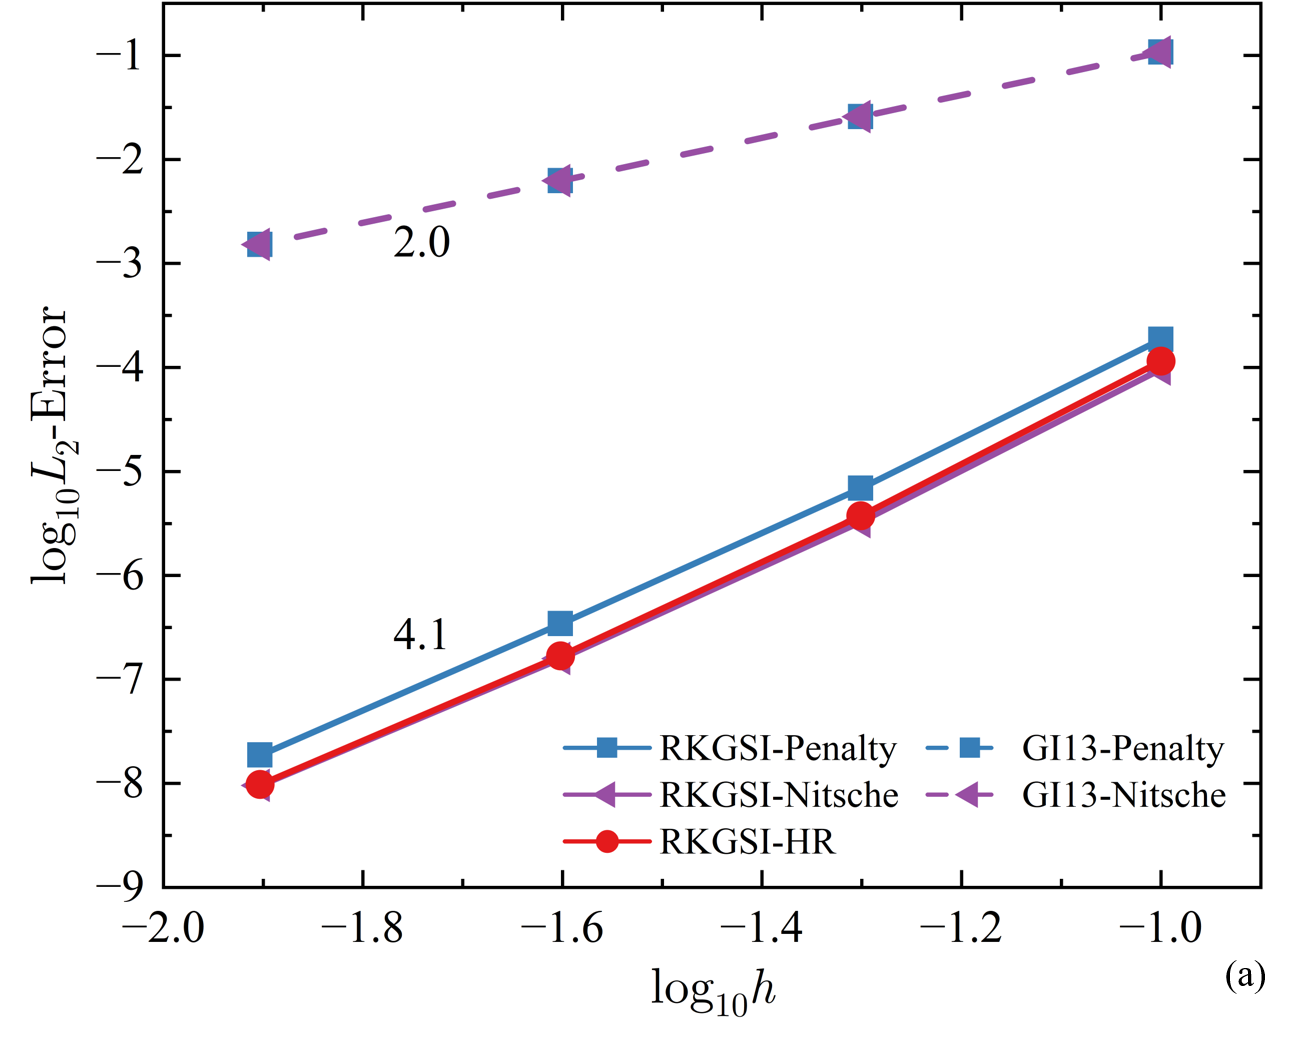 −1
−2
−3
−4
−5
−6
−7
−8
−9
log₁₀L₂-Error
2.0
4.1
RKGSI-Penalty
GI13-Penalty
RKGSI-Nitsche
GI13-Nitsche
RKGSI-HR
−2.0 −1.8 −1.6 −1.4 −1.2 −1.0
log₁₀h
(a)